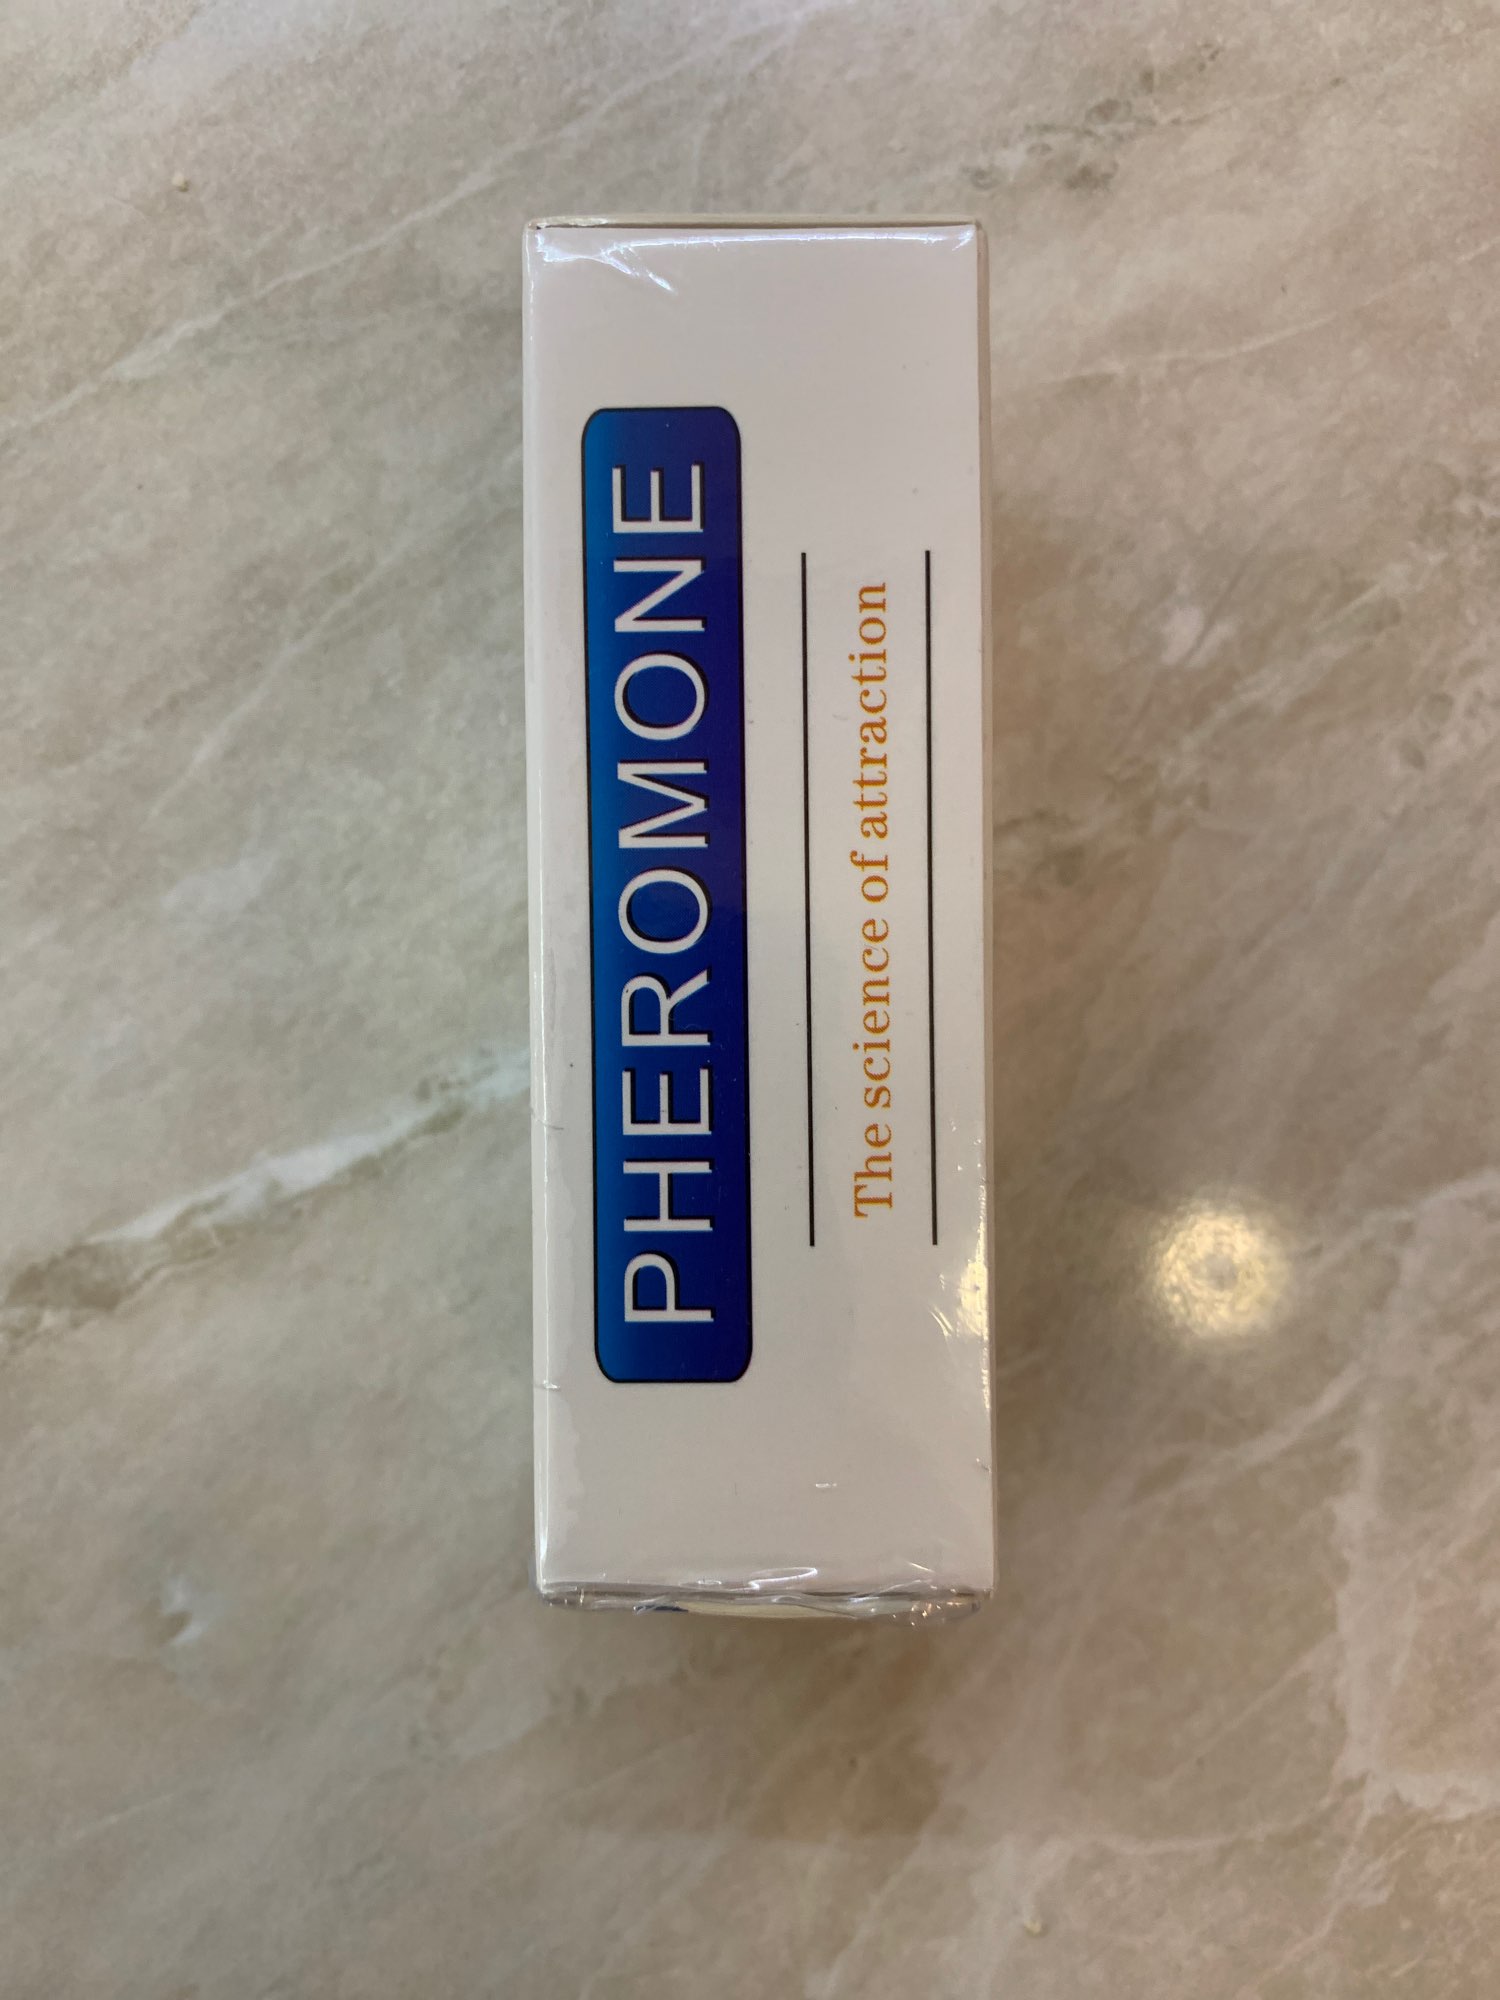 PHEROMONE
The science of attraction